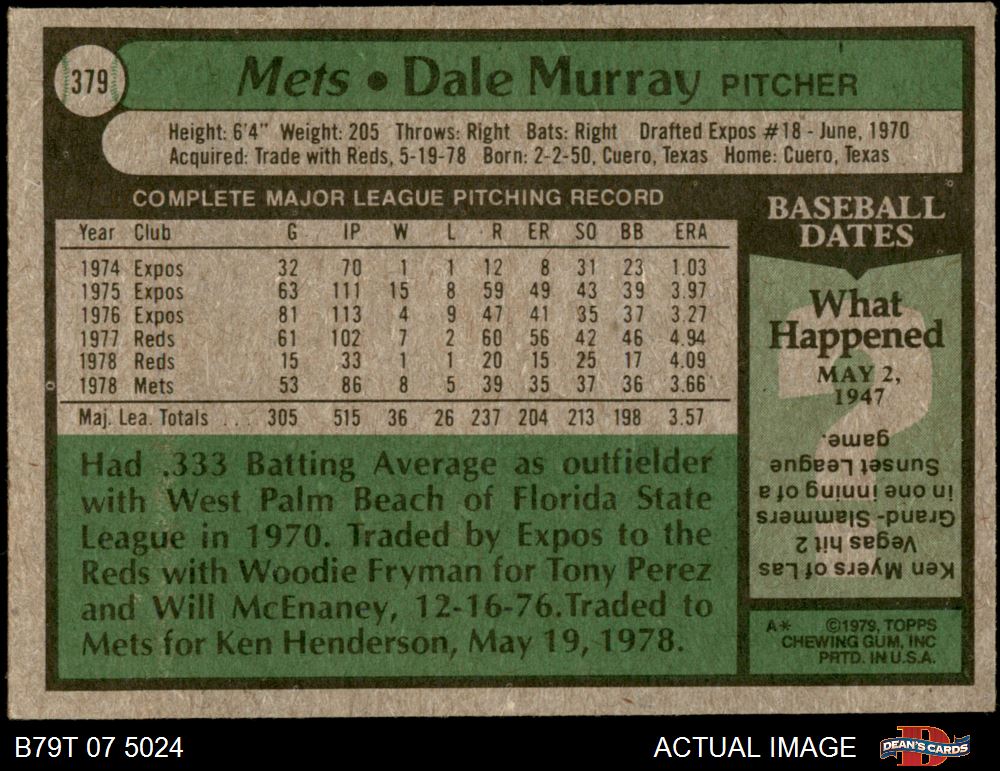 379
Mets • Dale Murray PITCHER
Height: 6'4" Weight: 205 Throws: Right Bats: Right Drafted Expos #18 - June, 1970
Acquired: Trade with Reds, 5-19-78 Born: 2-2-50, Cuero, Texas Home: Cuero, Texas
COMPLETE MAJOR LEAGUE PITCHING RECORD
Year Club G IP W L R ER SO BB ERA
1974 Expos 32 70 1 1 12 8 31 23 1.03
1975 Expos 63 111 15 8 59 49 43 39 3.97
1976 Expos 81 113 4 9 47 41 35 37 3.27
1977 Reds 61 102 7 2 60 56 42 46 4.94
1978 Reds 15 33 1 1 20 15 25 17 4.09
1978 Mets 53 86 8 5 39 35 37 36 3.66
Maj. Lea. Totals . . . 305 515 36 26 237 204 213 198 3.57
Had .333 Batting Average as outfielder
with West Palm Beach of Florida State
League in 1970. Traded by Expos to the
Reds with Woodie Fryman for Tony Perez
and Will McEnaney, 12-16-76.Traded to
Mets for Ken Henderson, May 19, 1978.
BASEBALL
DATES
What
Happened
MAY 2,
1947
Ken Myers of Las
Vegas hit 2
Grand-Slammers
in one inning of a
Sunset League
game.
A* ©1979, TOPPS
CHEWING GUM, INC
PRTD. IN U.S.A.
B79T 07 5024
ACTUAL IMAGE
DEAN'S CARDS